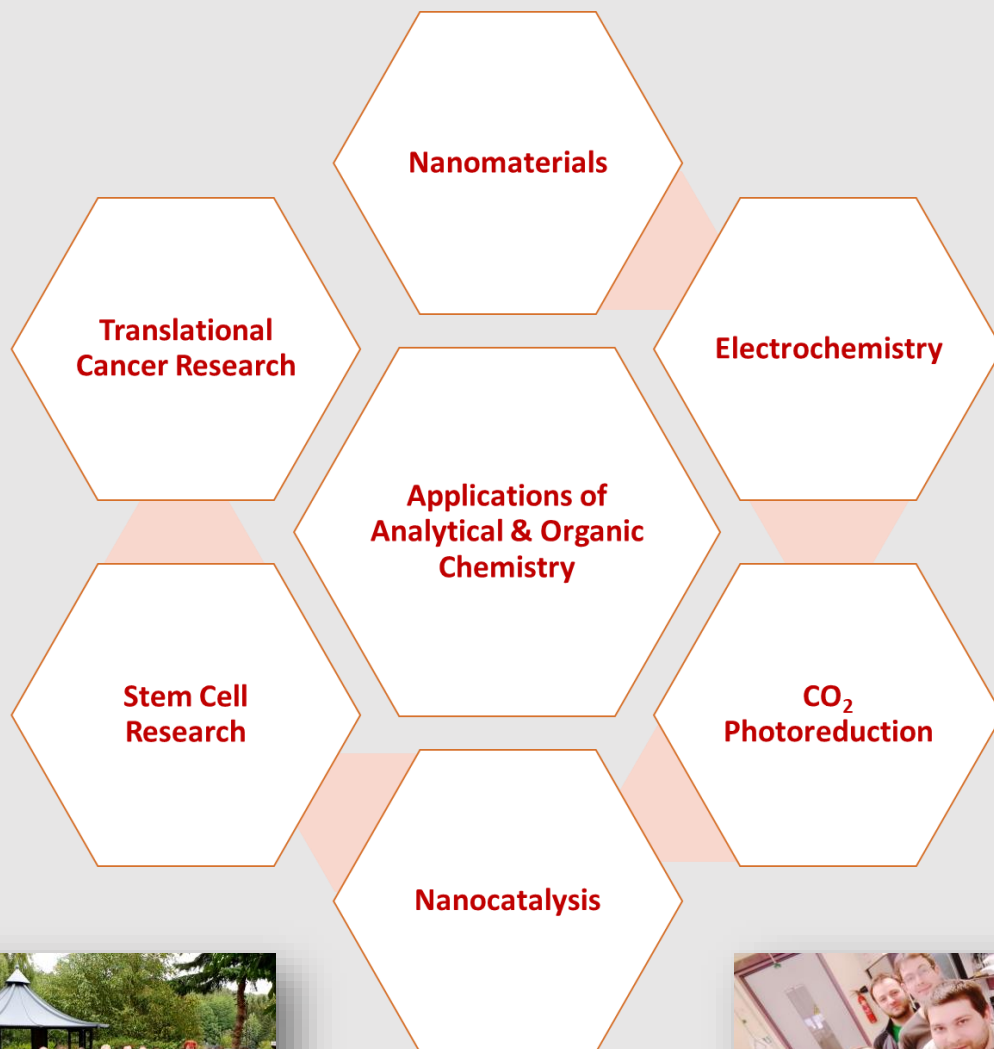 Nanomaterials
Translational
Cancer Research
Electrochemistry
Applications of
Analytical & Organic
Chemistry
Stem Cell
Research
CO₂
Photoreduction
Nanocatalysis